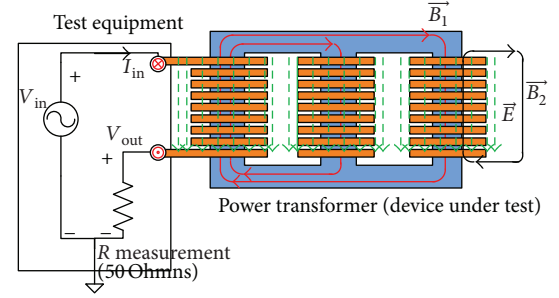 Test equipment
B1
Iin
Vin
B2
E
Vout
Power transformer (device under test)
R measurement
(50 Ohmns)